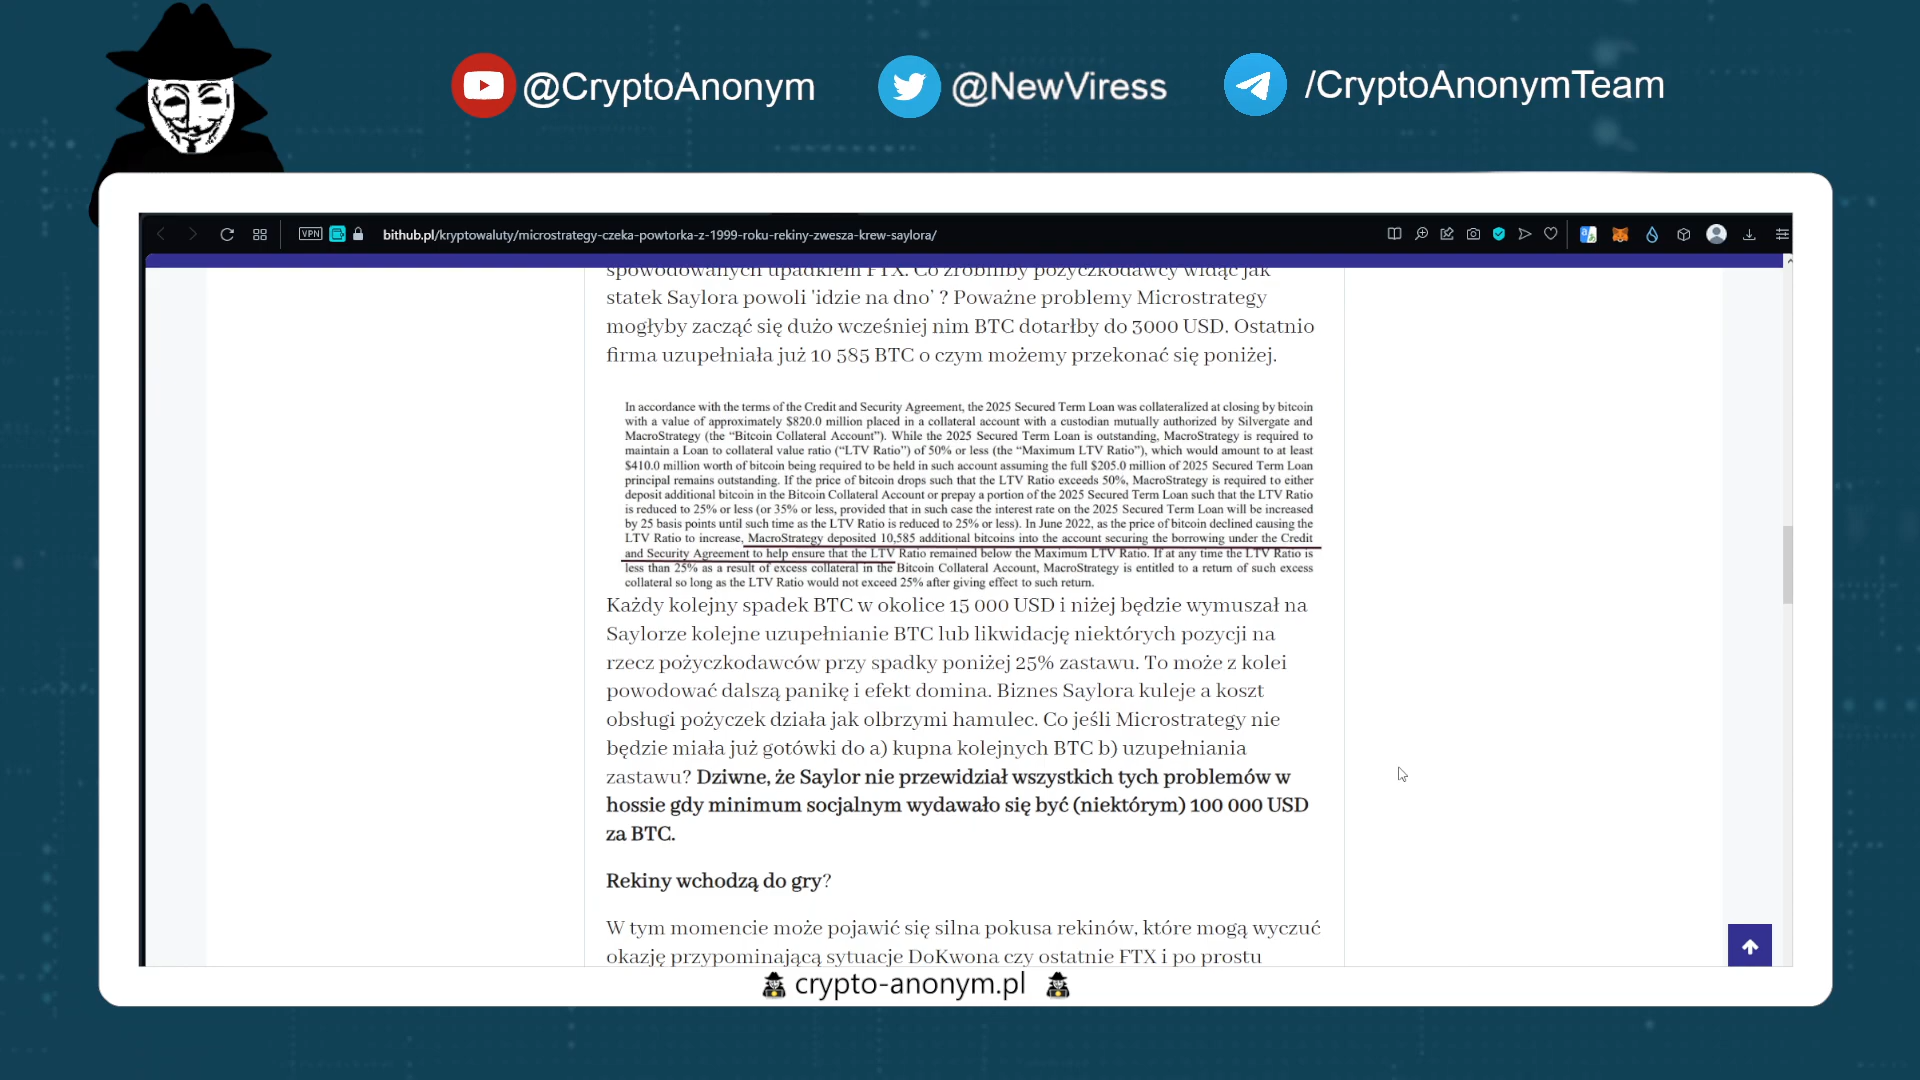 @CryptoAnonym
@NewViress
/CryptoAnonymTeam
VPN
bithub.pl/kryptowaluty/microstrategy-czeka-powtorka-z-1999-roku-rekiny-zwesza-krew-saylora/
spowodowanych upadkiem FTX. Co zrobiliby pożyczkodawcy widąc jak
statek Saylora powoli 'idzie na dno' ? Poważne problemy Microstrategy
mogłyby zacząć się dużo wcześniej nim BTC dotarłby do 3000 USD. Ostatnio
firma uzupełniała już 10 585 BTC o czym możemy przekonać się poniżej.
In accordance with the terms of the Credit and Security Agreement, the 2025 Secured Term Loan was collateralized at closing by bitcoin
with a value of approximately $820.0 million placed in a collateral account with a custodian mutually authorized by Silvergate and
MacroStrategy (the “Bitcoin Collateral Account”). While the 2025 Secured Term Loan is outstanding, MacroStrategy is required to
maintain a Loan to collateral value ratio (“LTV Ratio”) of 50% or less (the “Maximum LTV Ratio”), which would amount to at least
$410.0 million worth of bitcoin being required to be held in such account assuming the full $205.0 million of 2025 Secured Term Loan
principal remains outstanding. If the price of bitcoin drops such that the LTV Ratio exceeds 50%, MacroStrategy is required to either
deposit additional bitcoin in the Bitcoin Collateral Account or prepay a portion of the 2025 Secured Term Loan such that the LTV Ratio
is reduced to 25% or less (or 35% or less, provided that in such case the interest rate on the 2025 Secured Term Loan will be increased
by 25 basis points until such time as the LTV Ratio is reduced to 25% or less). In June 2022, as the price of bitcoin declined causing the
LTV Ratio to increase, MacroStrategy deposited 10,585 additional bitcoins into the account securing the borrowing under the Credit
and Security Agreement to help ensure that the LTV Ratio remained below the Maximum LTV Ratio. If at any time the LTV Ratio is
less than 25% as a result of excess collateral in the Bitcoin Collateral Account, MacroStrategy is entitled to a return of such excess
collateral so long as the LTV Ratio would not exceed 25% after giving effect to such return.
Każdy kolejny spadek BTC w okolice 15 000 USD i niżej będzie wymuszał na
Saylorze kolejne uzupełnianie BTC lub likwidację niektórych pozycji na
rzecz pożyczkodawców przy spadky poniżej 25% zastawu. To może z kolei
powodować dalszą panikę i efekt domina. Biznes Saylora kuleje a koszt
obsługi pożyczek działa jak olbrzymi hamulec. Co jeśli Microstrategy nie
będzie miała już gotówki do a) kupna kolejnych BTC b) uzupełniania
zastawu? Dziwne, że Saylor nie przewidział wszystkich tych problemów w
hossie gdy minimum socjalnym wydawało się być (niektórym) 100 000 USD
za BTC.
Rekiny wchodzą do gry?
W tym momencie może pojawić się silna pokusa rekinów, które mogą wyczuć
okazję przypominającą sytuacje DoKwona czy ostatnie FTX i po prostu
crypto-anonym.pl